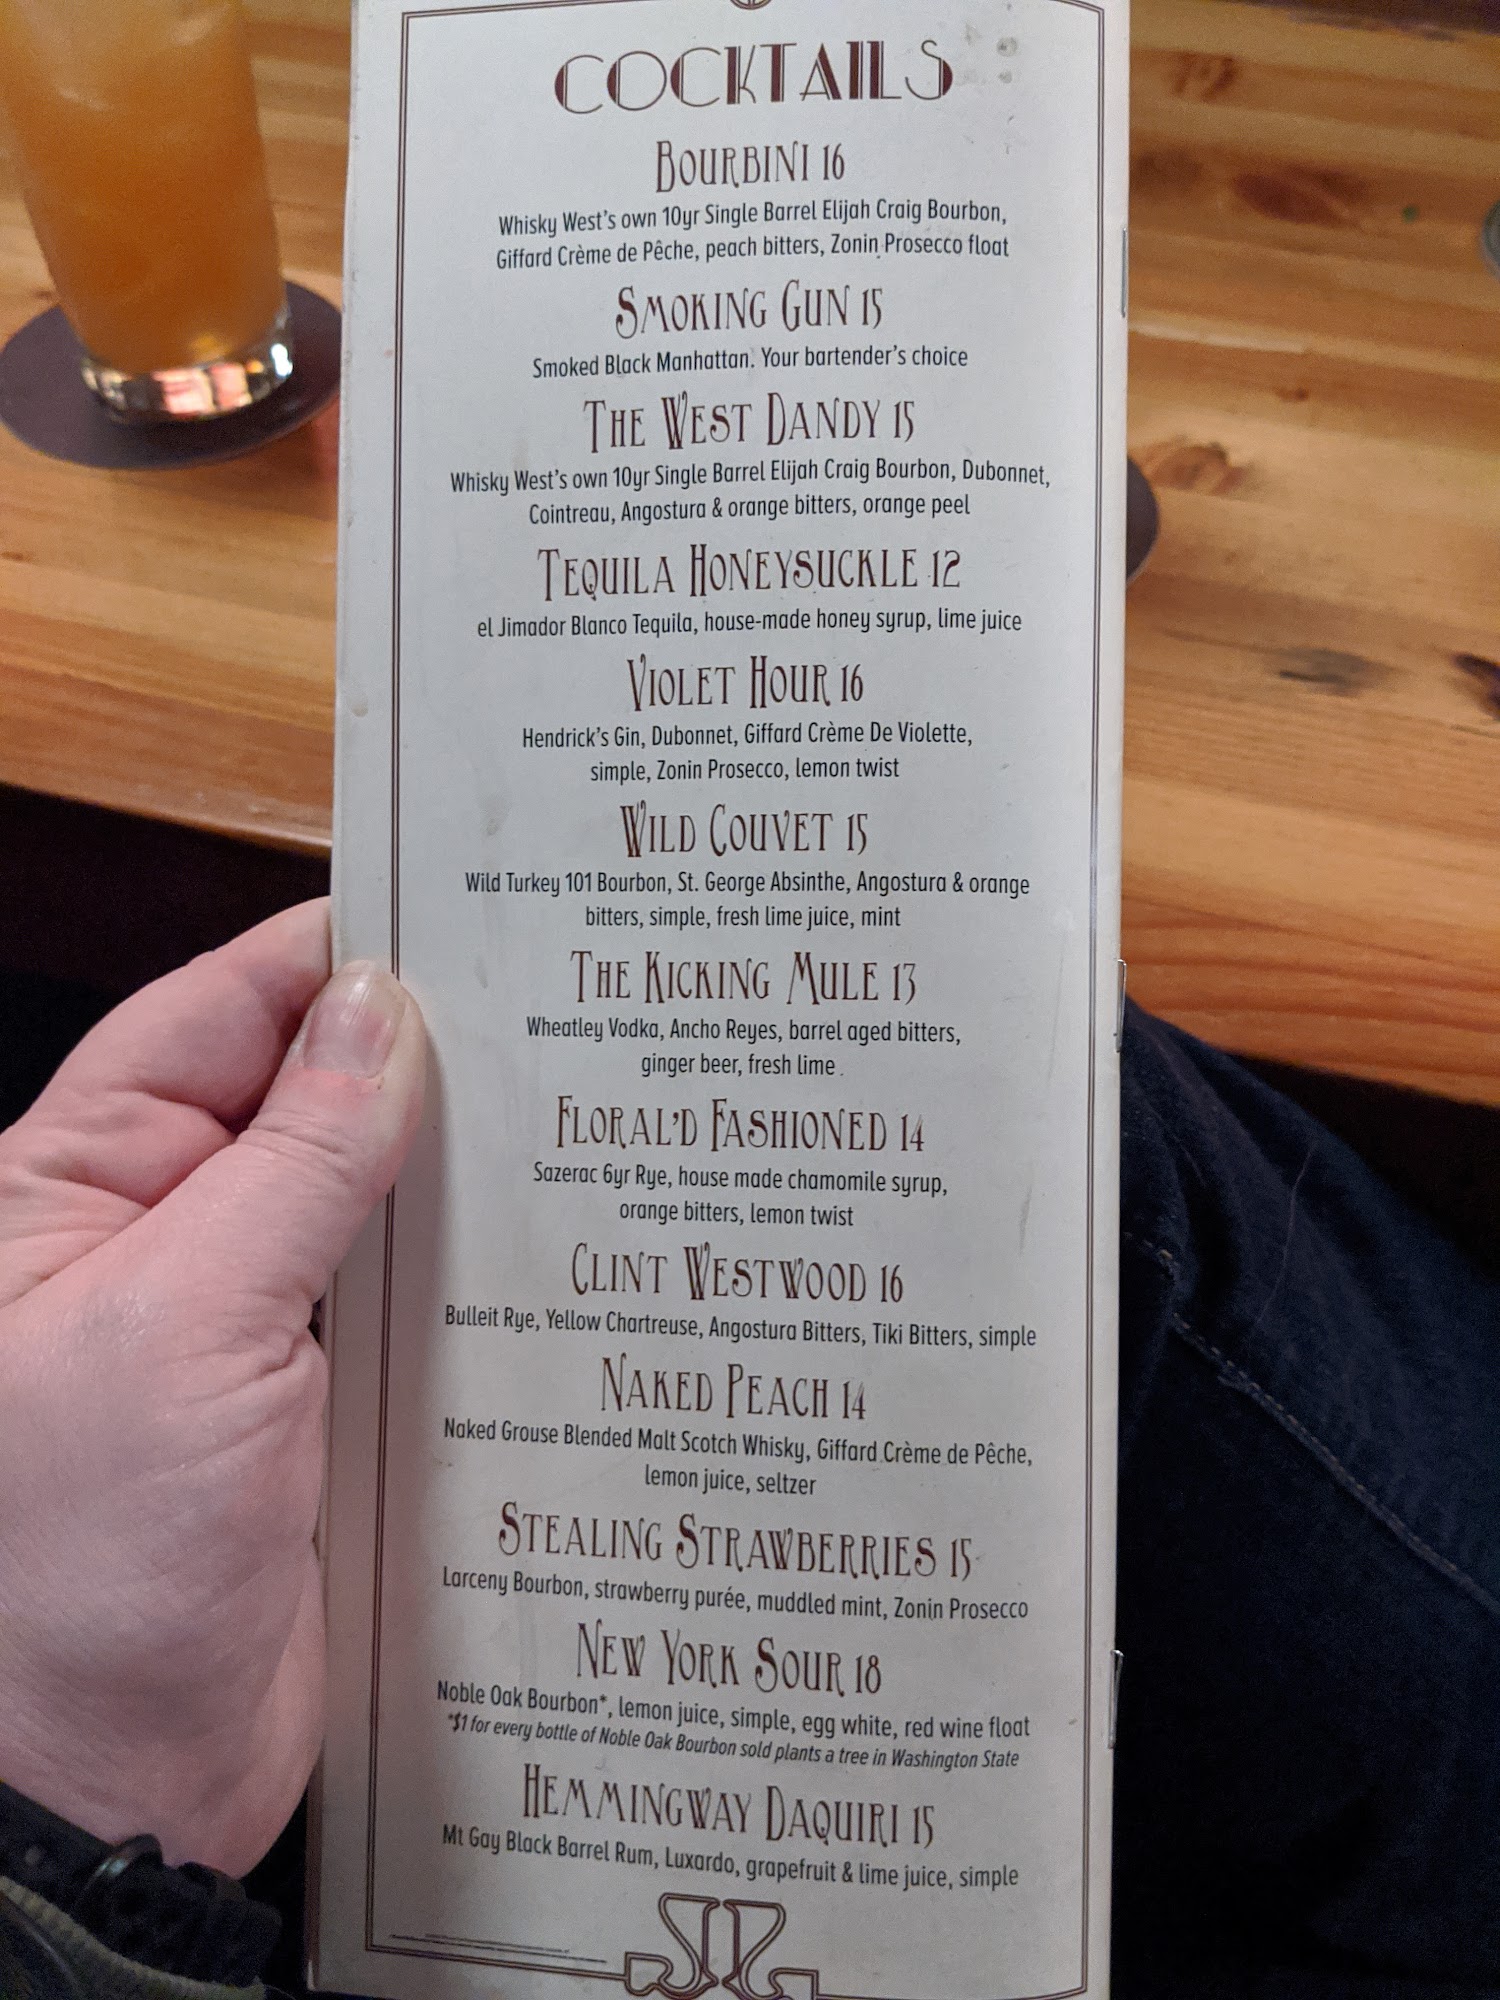 COCKTAILS
BOURBINI 16
Whisky West's own 10yr Single Barrel Elijah Craig Bourbon,
Giffard Crème de Pêche, peach bitters, Zonin Prosecco float
SMOKING GUN 15
Smoked Black Manhattan. Your bartender's choice
THE WEST DANDY 15
Whisky West's own 10yr Single Barrel Elijah Craig Bourbon, Dubonnet,
Cointreau, Angostura & orange bitters, orange peel
TEQUILA HONEYSUCKLE 12
el Jimador Blanco Tequila, house-made honey syrup, lime juice
VIOLET HOUR 16
Hendrick's Gin, Dubonnet, Giffard Crème De Violette,
simple, Zonin Prosecco, lemon twist
WILD COUVET 15
Wild Turkey 101 Bourbon, St. George Absinthe, Angostura & orange
bitters, simple, fresh lime juice, mint
THE KICKING MULE 13
Wheatley Vodka, Ancho Reyes, barrel aged bitters,
ginger beer, fresh lime .
FLORAL'D FASHIONED 14
Sazerac 6yr Rye, house made chamomile syrup,
orange bitters, lemon twist
CLINT WESTWOOD 16
Bulleit Rye, Yellow Chartreuse, Angostura Bitters, Tiki Bitters, simple
NAKED PEACH 14
Naked Grouse Blended Malt Scotch Whisky, Giffard Crème de Pêche,
lemon juice, seltzer
STEALING STRAWBERRIES 15
Larceny Bourbon, strawberry purée, muddled mint, Zonin Prosecco
NEW YORK SOUR 18
Noble Oak Bourbon*, lemon juice, simple, egg white, red wine float
*$1 for every bottle of Noble Oak Bourbon sold plants a tree in Washington State
HEMMINGWAY DAQUIRI 15
Mt Gay Black Barrel Rum, Luxardo, grapefruit & lime juice, simple